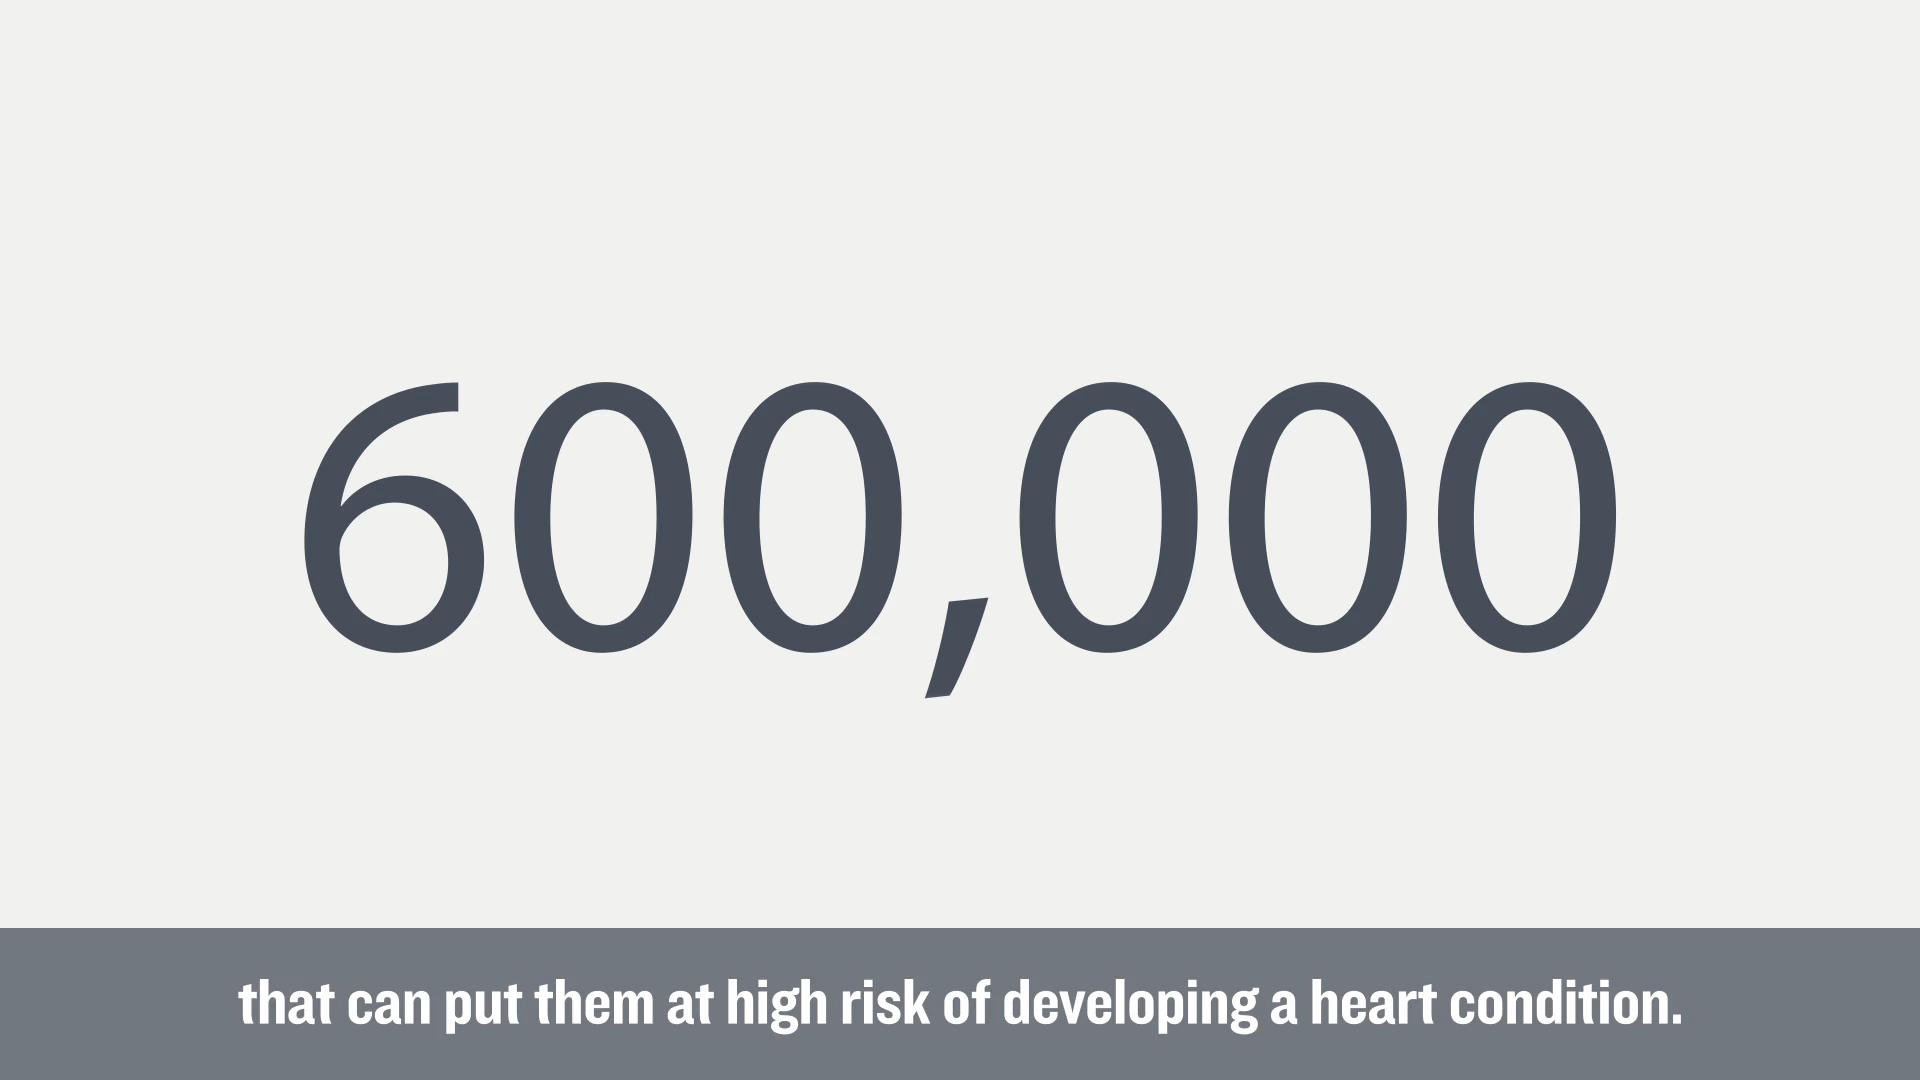 600,000
that can put them at high risk of developing a heart condition.